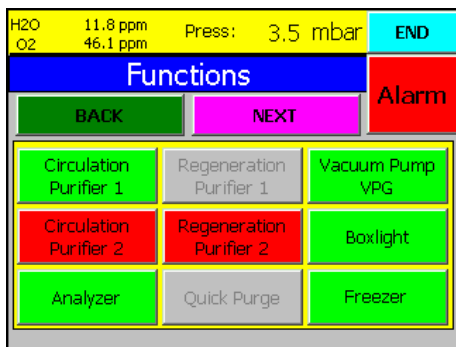 H2O 11.8 ppm Press: 3.5 mbar END
O2 46.1 ppm
Functions
Alarm
BACK NEXT
Circulation Purifier 1
Regeneration Purifier 1
Vacuum Pump VPG
Circulation Purifier 2
Regeneration Purifier 2
Boxlight
Analyzer
Quick Purge
Freezer